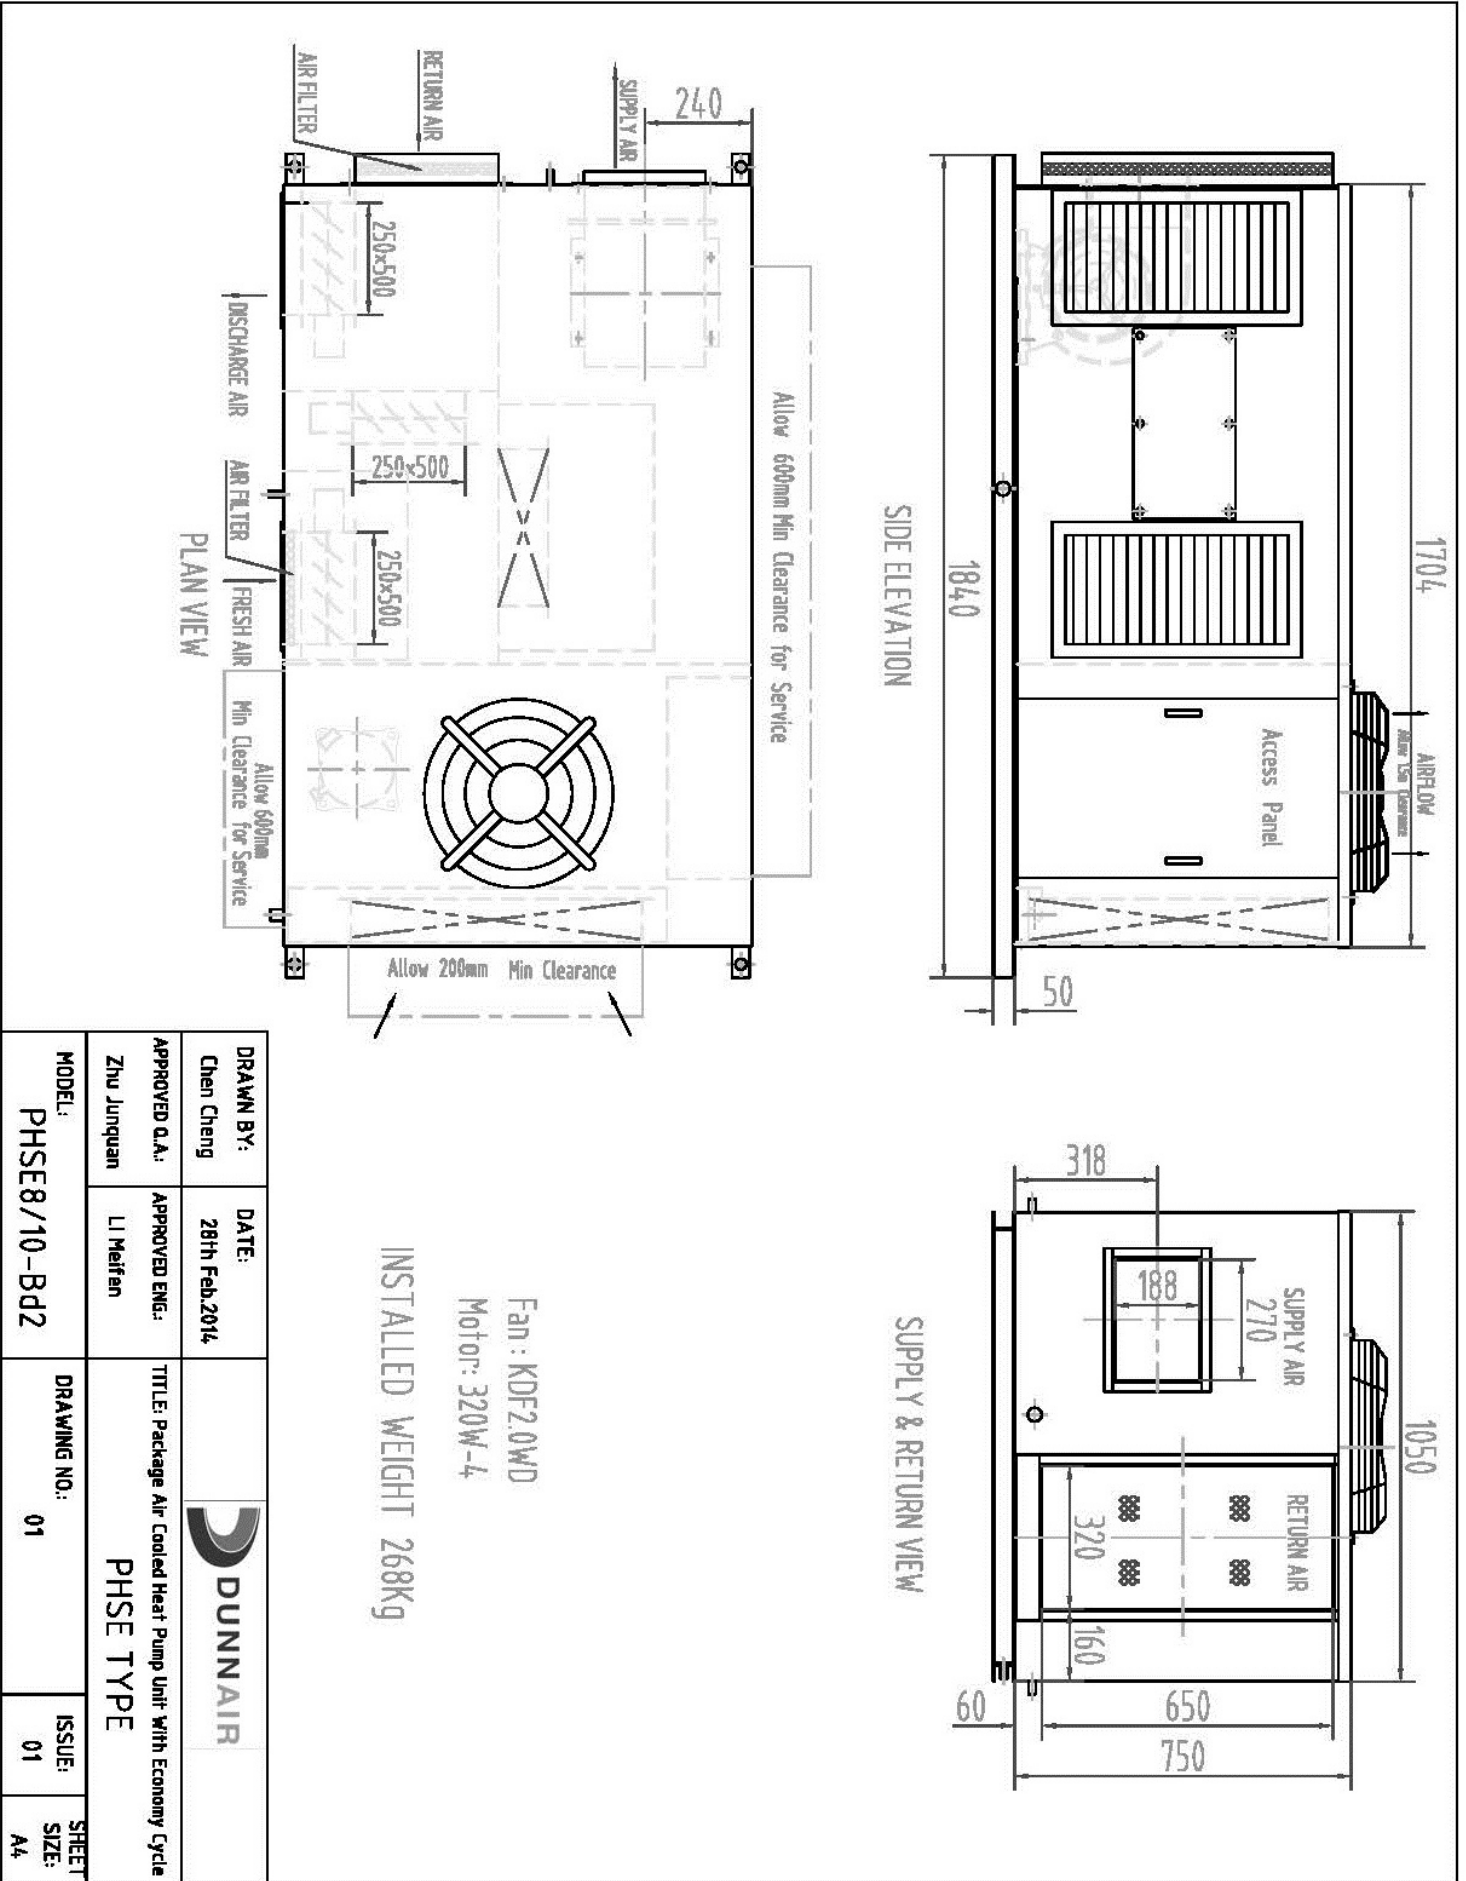 1704
AIRFLOW
Allow 1.5m Clearance
Access Panel
1840
50
SIDE ELEVATION
1050
SUPPLY AIR
270
188
318
RETURN AIR
320
160
650
750
60
SUPPLY & RETURN VIEW
240
SUPPLY AIR
RETURN AIR
AIR FILTER
Allow 600mm Min Clearance for Service
250x500
250x500
250x500
DISCHARGE AIR
AIR FILTER
FRESH AIR
Allow 600mm
Min Clearance for Service
Allow 200mm Min Clearance
PLAN VIEW
Fan : KDF2.0WD
Motor: 320W-4
INSTALLED WEIGHT 268Kg
DRAWN BY:
Chen Cheng
DATE:
28th Feb.2014
DUNNAIR
APPROVED Q.A.:
Zhu Junquan
APPROVED ENG.:
LI Meifen
TITLE: Package Air Cooled Heat Pump Unit With Economy Cycle
PHSE TYPE
MODEL:
PHSE8/10-Bd2
DRAWING NO.:
01
ISSUE:
01
SHEET
SIZE:
A4